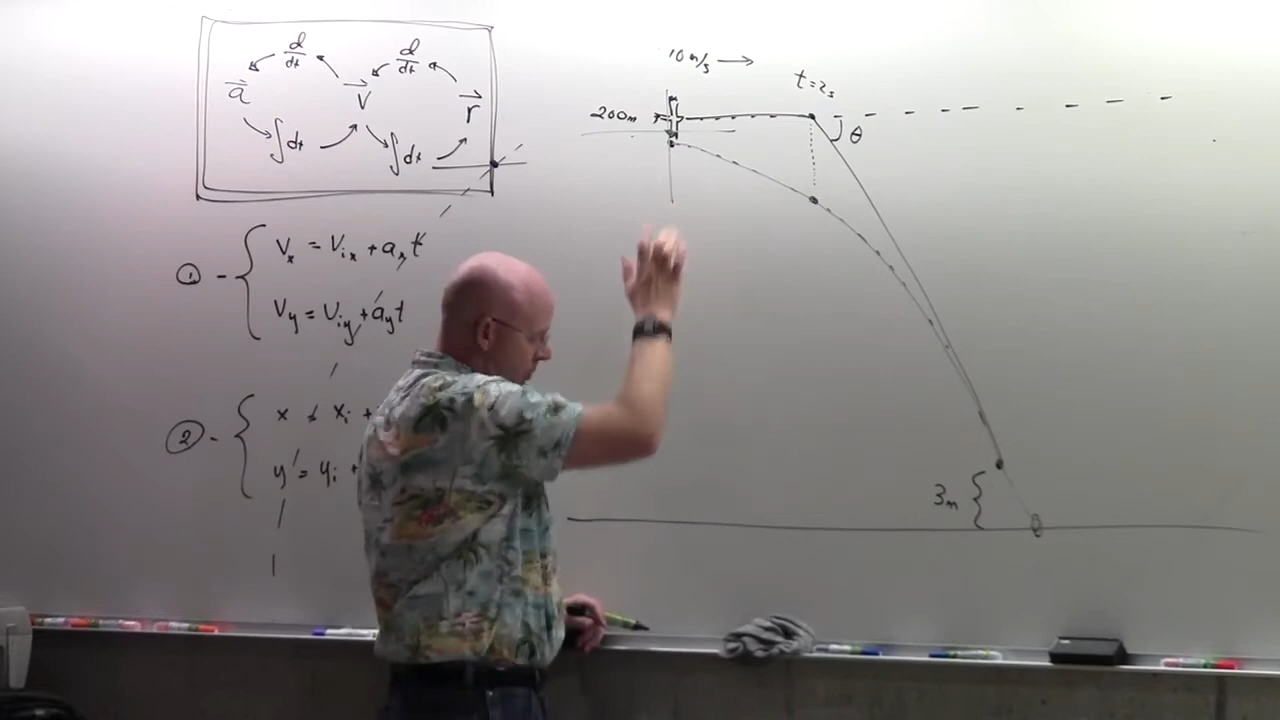 d/dt d/dt
a⃗ v⃗ r⃗
∫dt ∫dt
① - { Vₓ = Vᵢₓ + aₓt
Vy = Viy + ayt
② - { x = xᵢ +
y = yᵢ +
10 m/s →
t=2s
200m
θ
3m